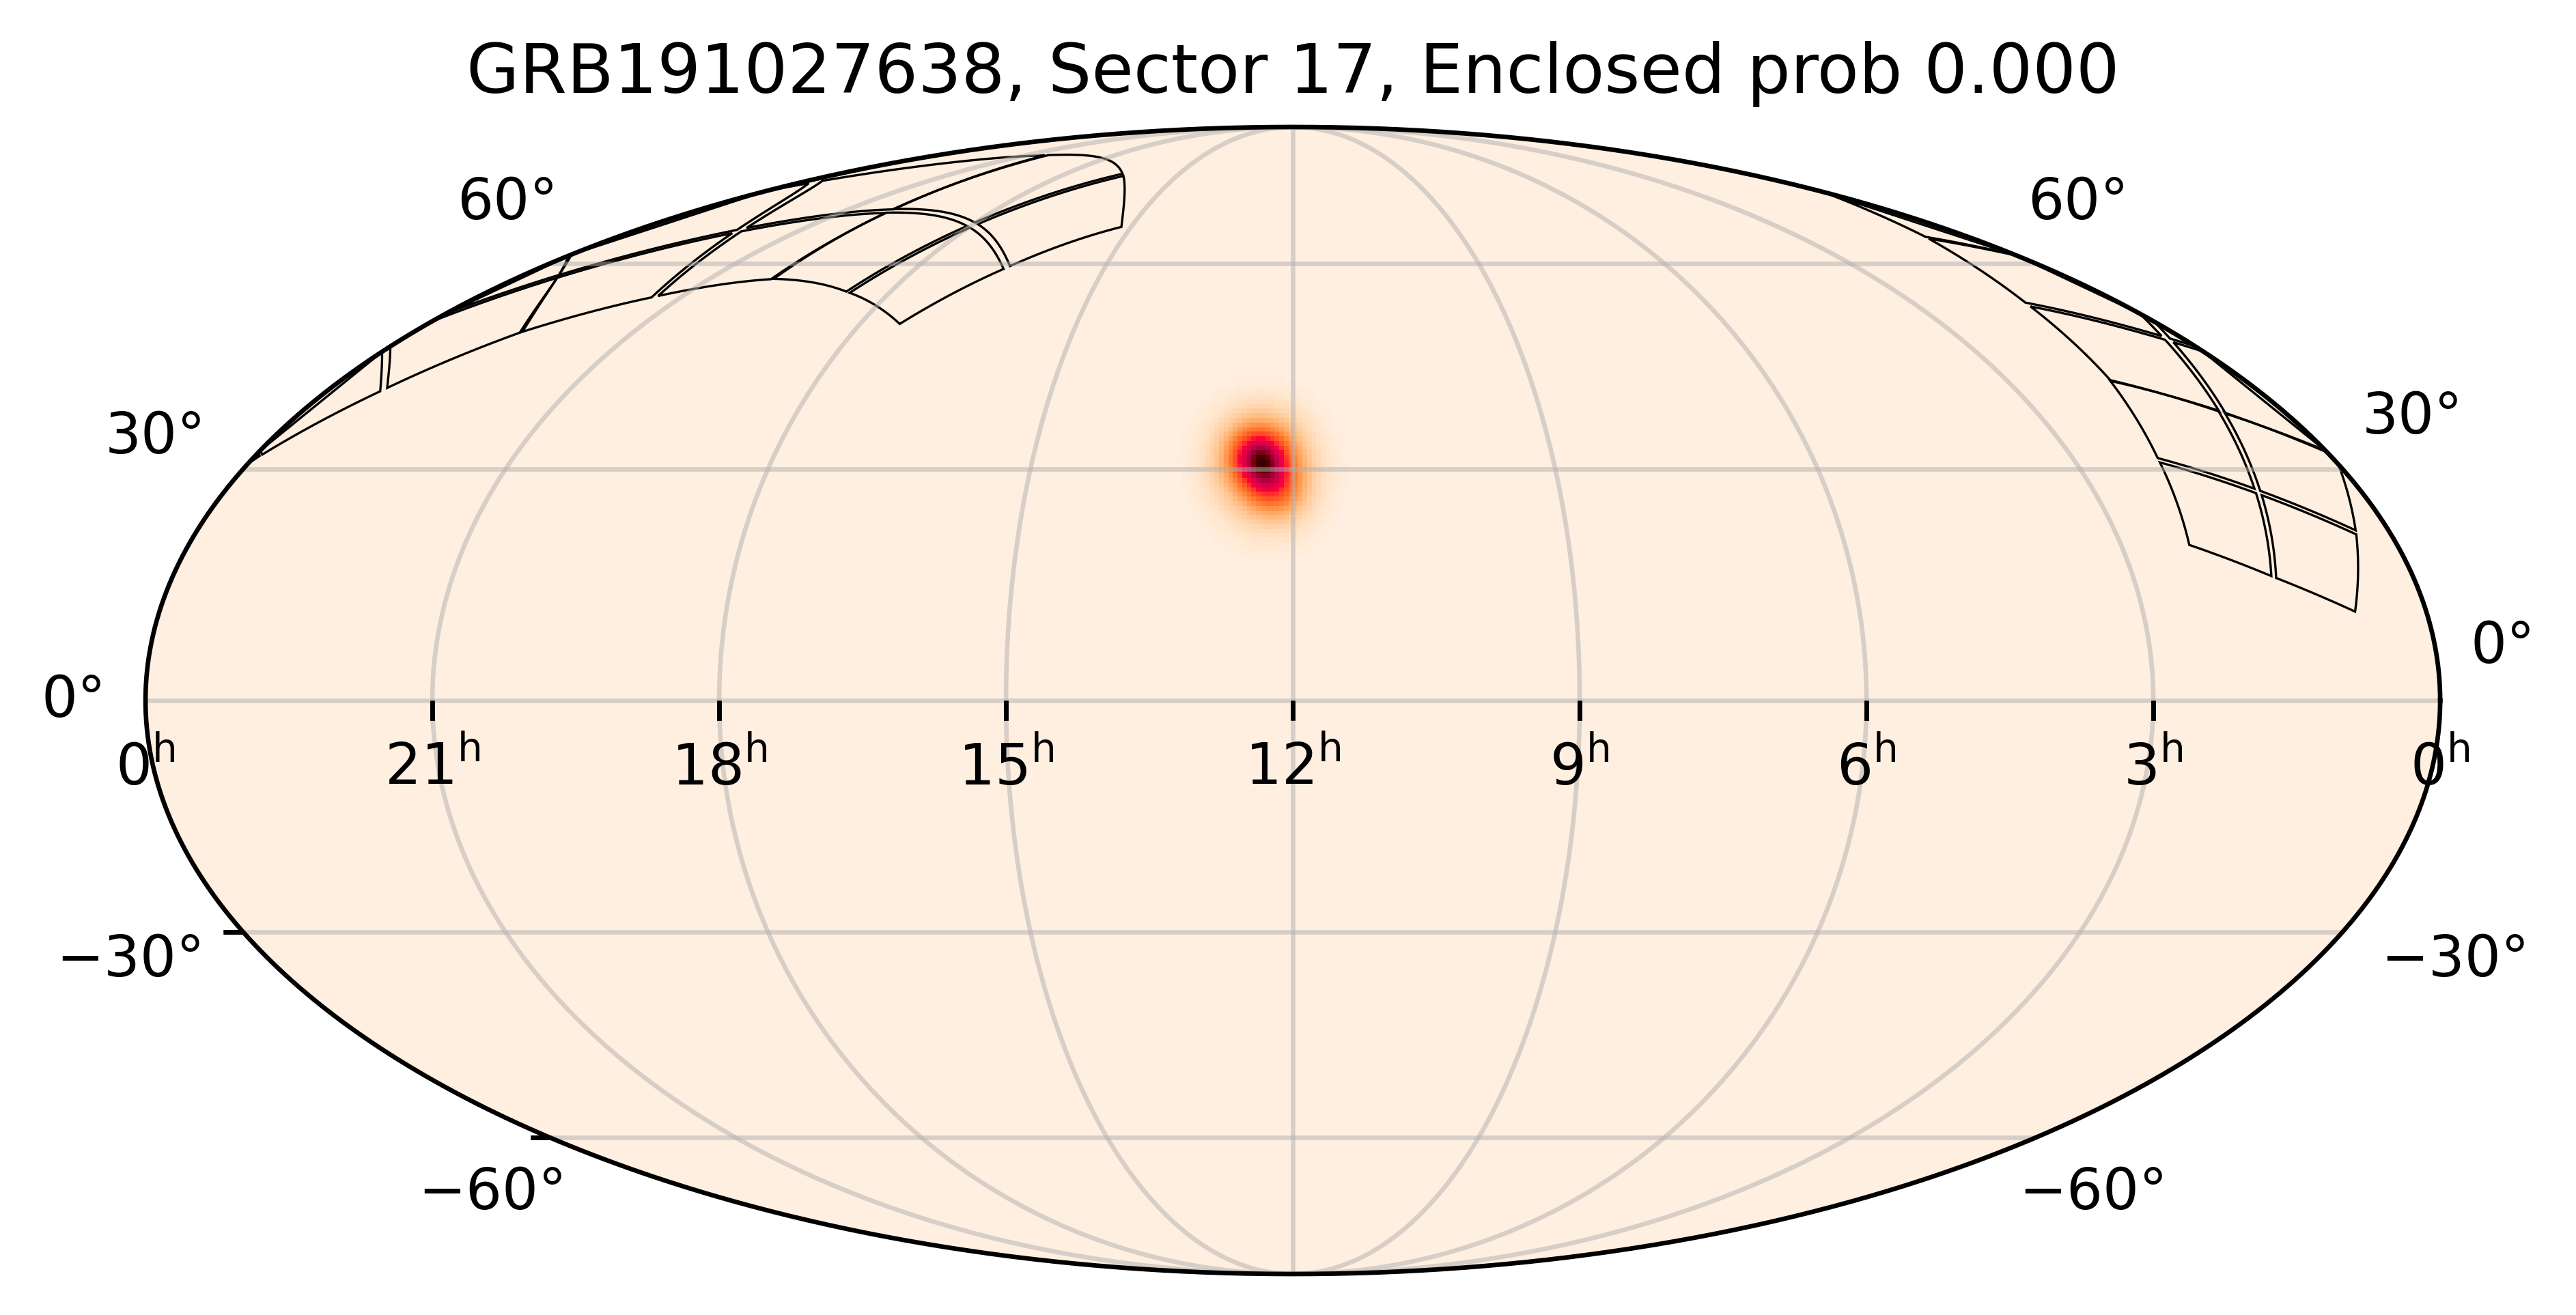 GRB191027638, Sector 17, Enclosed prob 0.000
60° 60°
30° 30°
0° 0°
0h 21h 18h 15h 12h 9h 6h 3h 0h
−30° −30°
−60° −60°